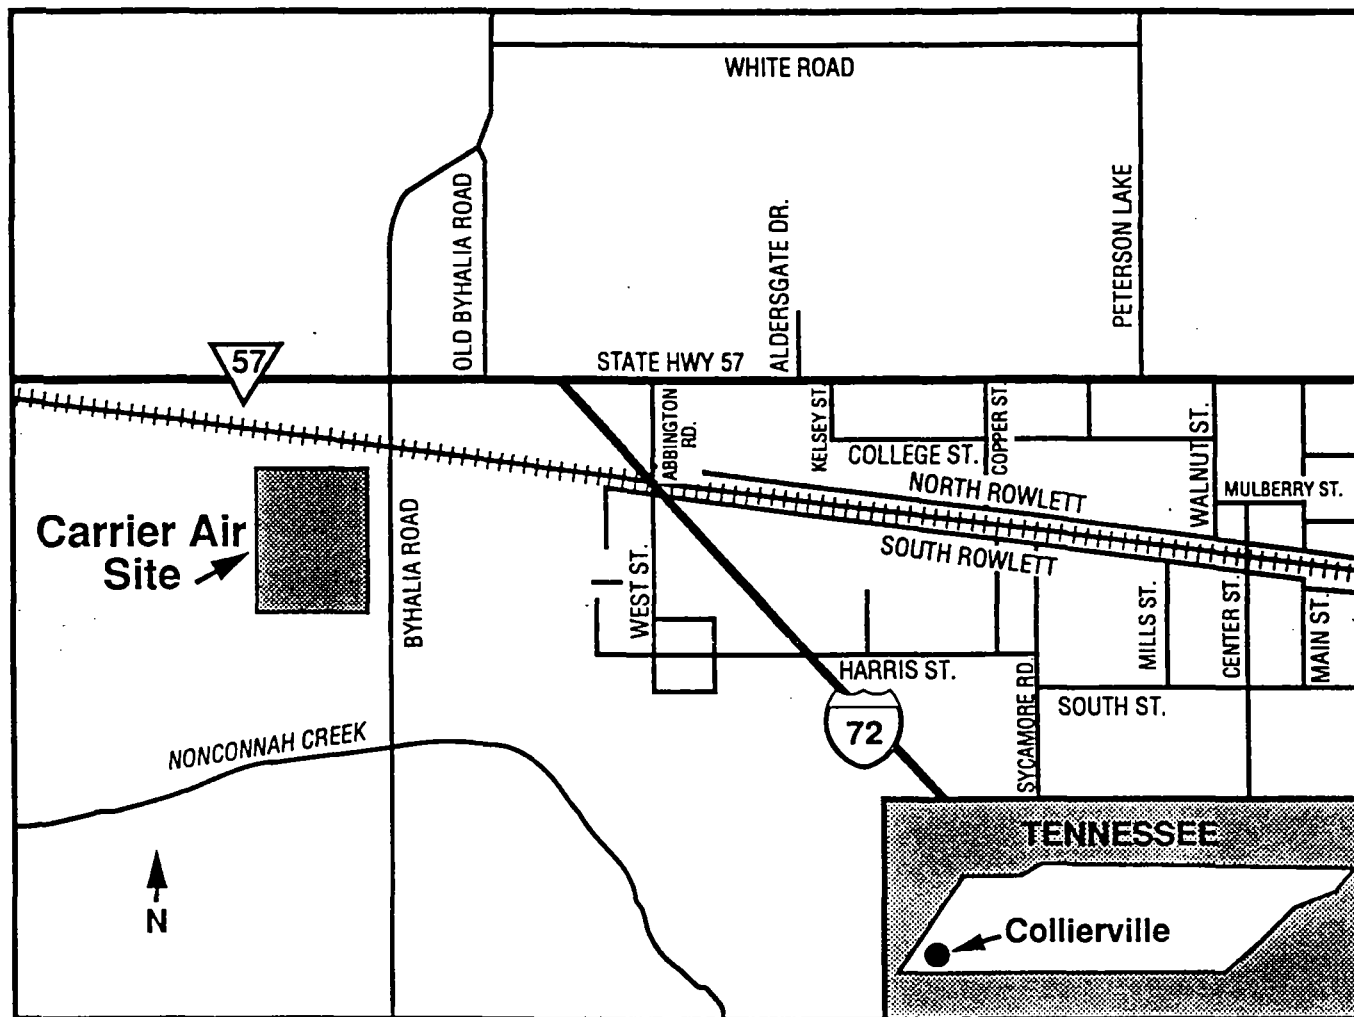 WHITE ROAD
OLD BYHALIA ROAD
ALDERSGATE DR.
PETERSON LAKE
57
STATE HWY 57
ABBINGTON
RD.
KELSEY ST.
COPPER ST.
COLLEGE ST.
WALNUT ST.
NORTH ROWLETT
MULBERRY ST.
Carrier Air
Site
BYHALIA ROAD
SOUTH ROWLETT
WEST ST.
MILLS ST.
CENTER ST.
MAIN ST.
HARRIS ST.
SYCAMORE RD.
SOUTH ST.
72
NONCONNAH CREEK
N
TENNESSEE
Collierville